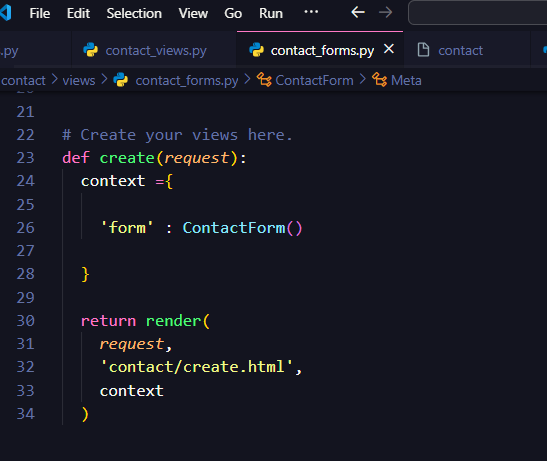 File Edit Selection View Go Run ···
.py contact_views.py contact_forms.py contact
contact > views > contact_forms.py > ContactForm > Meta
21
22 # Create your views here.
23 def create(request):
24 context ={
25
26 'form' : ContactForm()
27
28 }
29
30 return render(
31 request,
32 'contact/create.html',
33 context
34 )